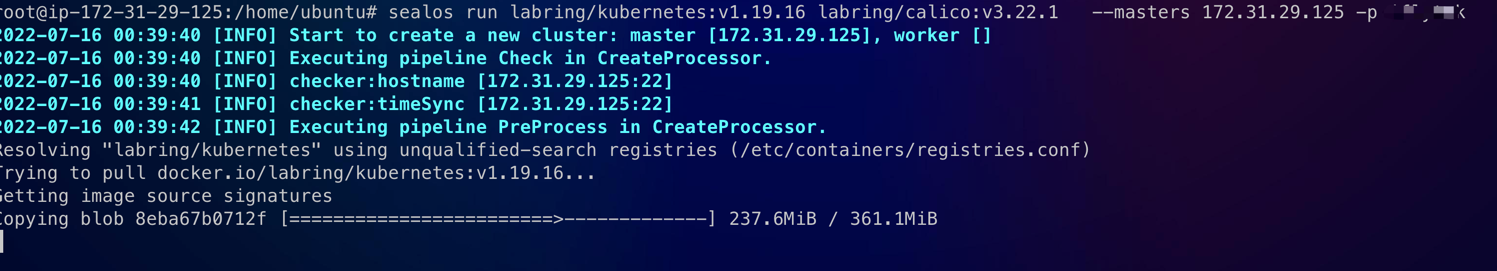 root@ip-172-31-29-125:/home/ubuntu# sealos run labring/kubernetes:v1.19.16 labring/calico:v3.22.1   --masters 172.31.29.125 -p
2022-07-16 00:39:40 [INFO] Start to create a new cluster: master [172.31.29.125], worker []
2022-07-16 00:39:40 [INFO] Executing pipeline Check in CreateProcessor.
2022-07-16 00:39:40 [INFO] checker:hostname [172.31.29.125:22]
2022-07-16 00:39:41 [INFO] checker:timeSync [172.31.29.125:22]
2022-07-16 00:39:42 [INFO] Executing pipeline PreProcess in CreateProcessor.
Resolving "labring/kubernetes" using unqualified-search registries (/etc/containers/registries.conf)
Trying to pull docker.io/labring/kubernetes:v1.19.16...
Getting image source signatures
Copying blob 8eba67b0712f [========================>-------------] 237.6MiB / 361.1MiB